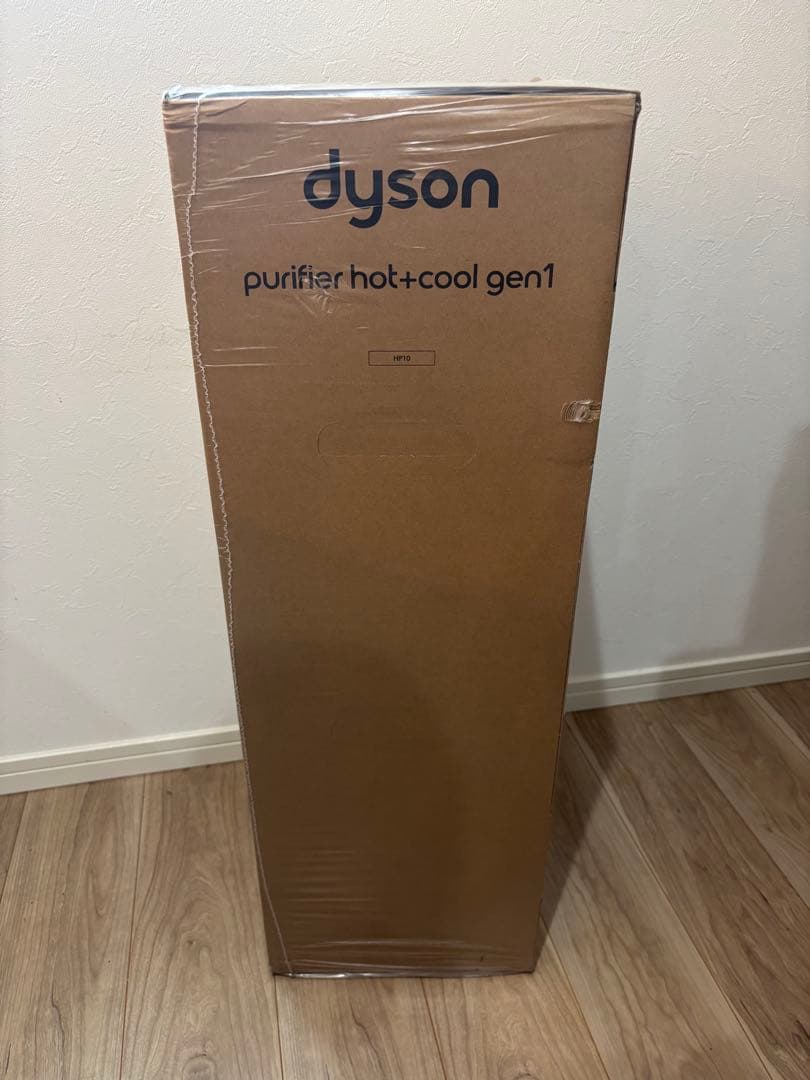 dyson
purifier hot+cool gen1
HP10